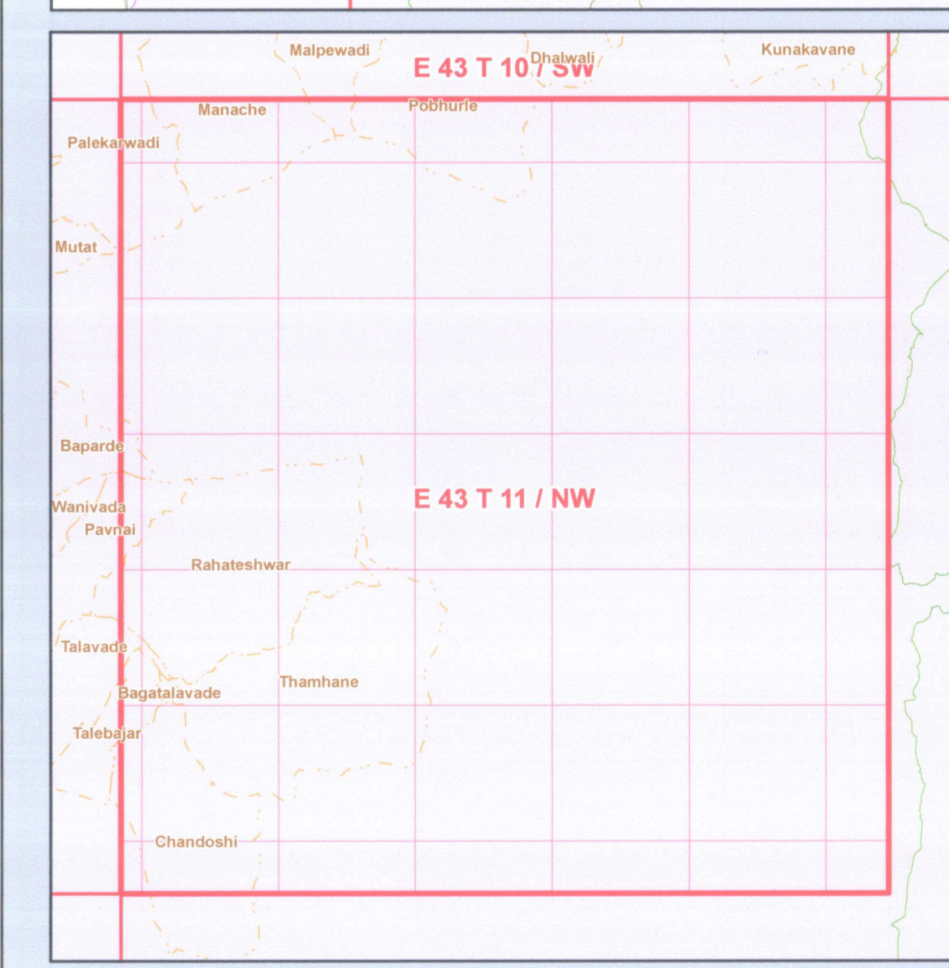 Malpewadi
Dhalwali
Kunakavane
E 43 T 10 / SW
Manache
Pobhurle
Palekarwadi
Mutat
Baparde
E 43 T 11 / NW
Wanivada
Pavnai
Rahateshwar
Talavade
Thamhane
Bagatalavade
Talebajar
Chandoshi